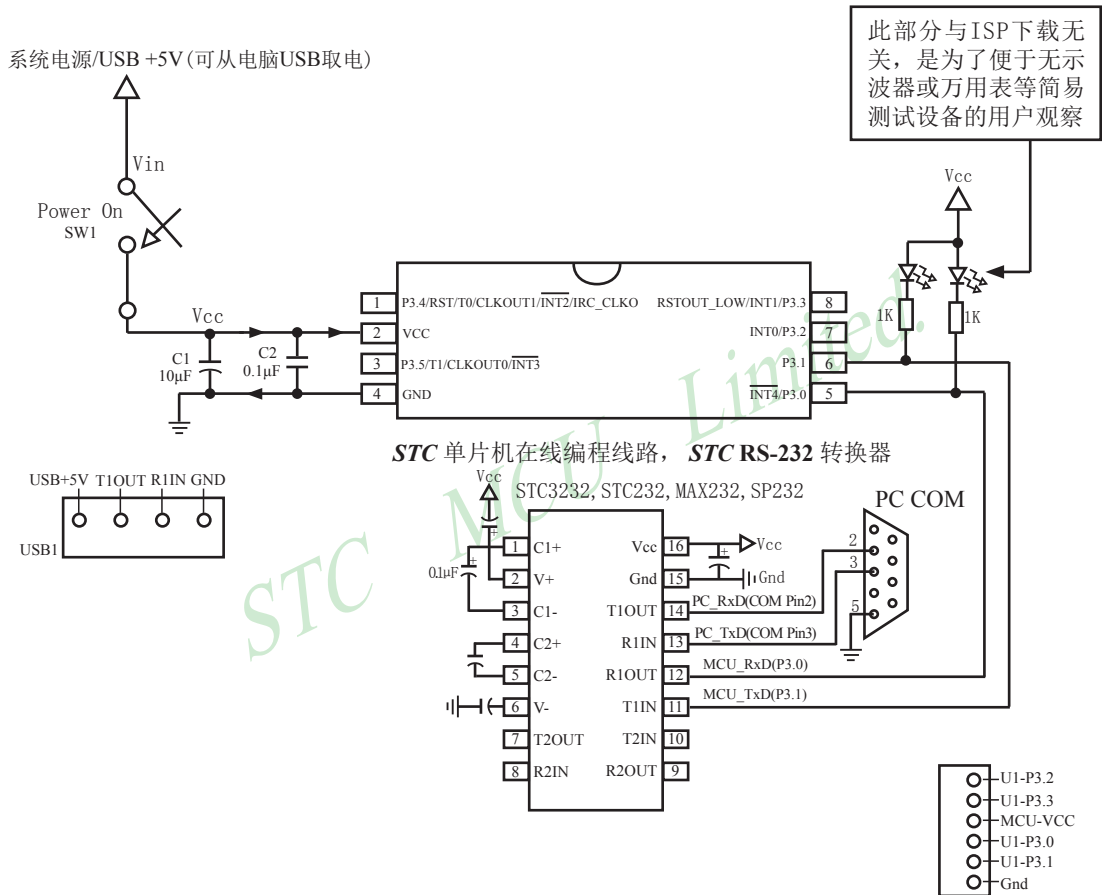 系统电源/USB +5V(可从电脑USB取电)
此部分与ISP下载无
关，是为了便于无示
波器或万用表等简易
测试设备的用户观察
Vin
Power On
SW1
Vcc
C1
10μF
C2
0.1μF
1 P3.4/RST/T0/CLKOUT1/INT2/IRC_CLKO
2 VCC
3 P3.5/T1/CLKOUT0/INT3
4 GND
RSTOUT_LOW/INT1/P3.3 8
INT0/P3.2 7
P3.1 6
INT4/P3.0 5
Vcc
1K
1K
STC MCU Limited.
STC 单片机在线编程线路， STC RS-232 转换器
STC3232,STC232,MAX232,SP232
USB+5V T1OUT R1IN GND
USB1
Vcc
0.1μF
+
+
1 C1+
2 V+
3 C1-
4 C2+
5 C2-
6 V-
7 T2OUT
8 R2IN
Vcc 16
Gnd 15
T1OUT 14
R1IN 13
R1OUT 12
T1IN 11
T2IN 10
R2OUT 9
+
Vcc
Gnd
PC_RxD(COM Pin2)
PC_TxD(COM Pin3)
MCU_RxD(P3.0)
MCU_TxD(P3.1)
PC COM
2
3
5
U1-P3.2
U1-P3.3
MCU-VCC
U1-P3.0
U1-P3.1
Gnd